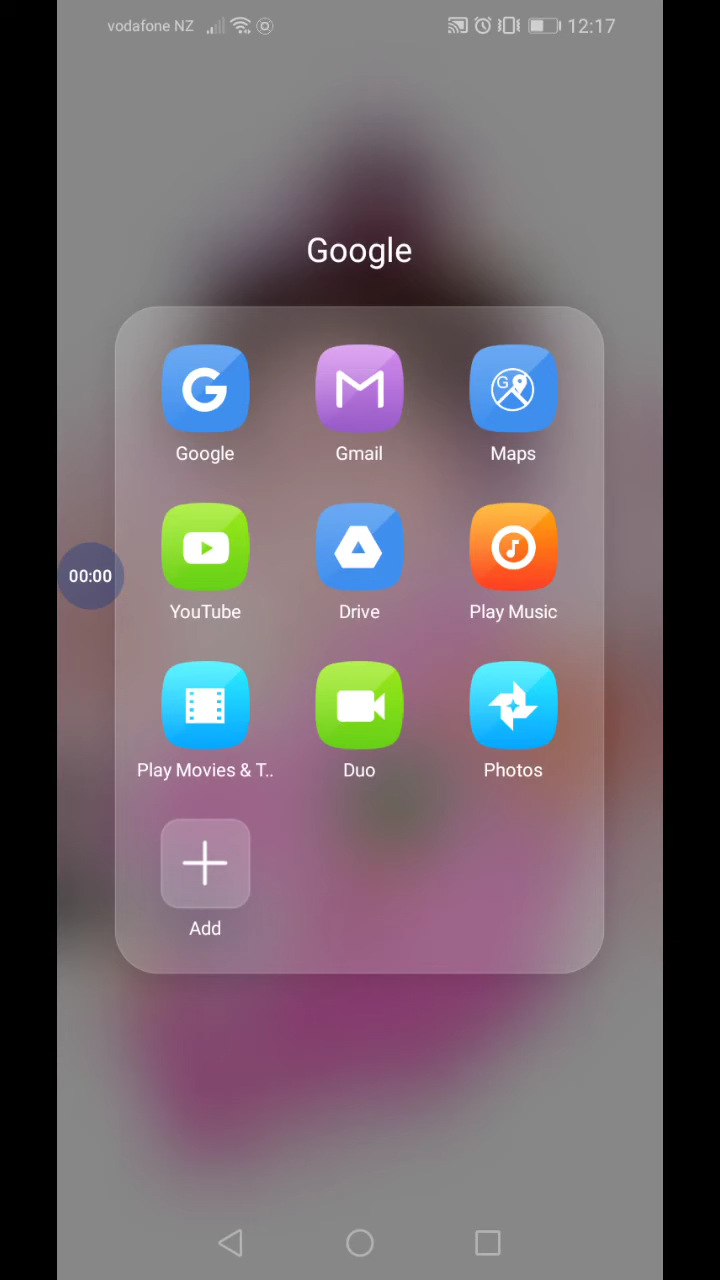 vodafone NZ 12:17
Google
Google Gmail Maps
00:00
YouTube Drive Play Music
Play Movies & T.. Duo Photos
Add